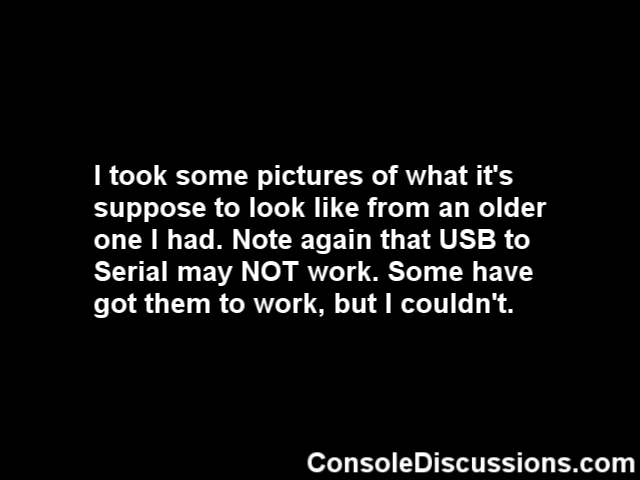 I took some pictures of what it's
suppose to look like from an older
one I had. Note again that USB to
Serial may NOT work. Some have
got them to work, but I couldn't.
ConsoleDiscussions.com